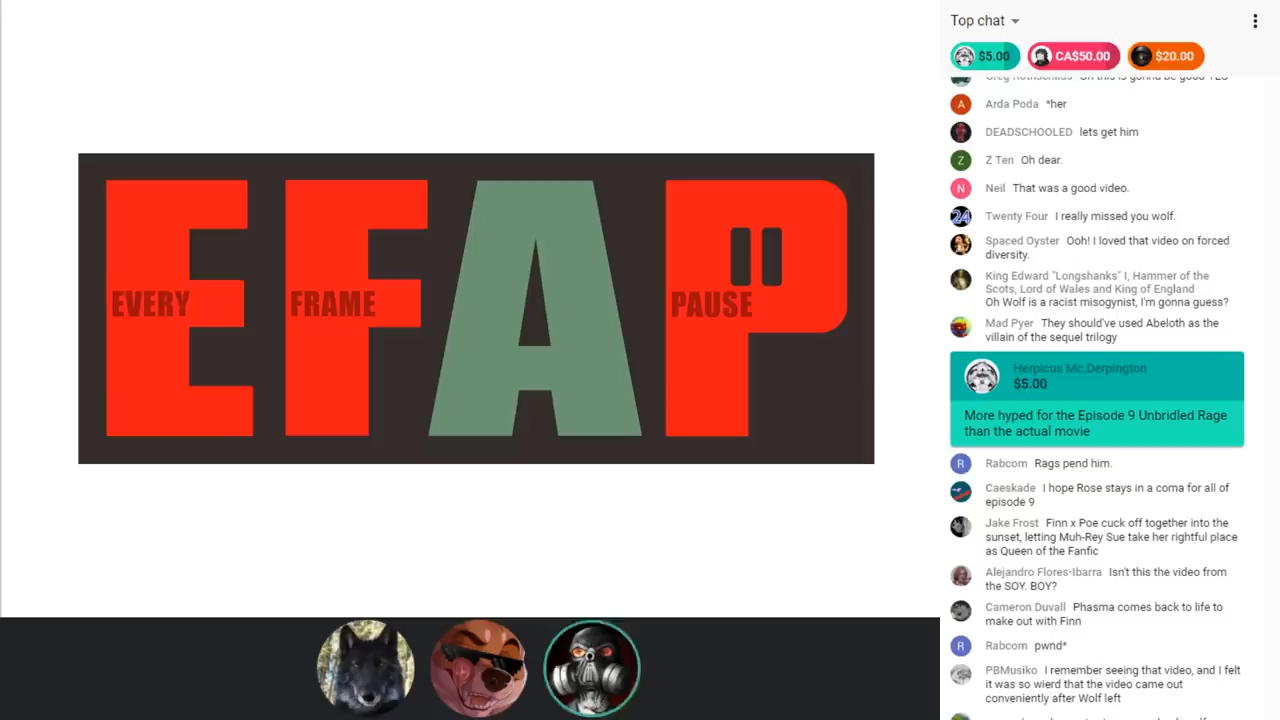 EVERY
FRAME
A
PAUSE
EFAP
Top chat
$5.00
CA$50.00
$20.00
Greg Rothschilds Oh this is gonna be good YES
Arda Poda *her
DEADSCHOOLED lets get him
Z Ten Oh dear.
Neil That was a good video.
Twenty Four I really missed you wolf.
Spaced Oyster Ooh! I loved that video on forced
diversity.
King Edward "Longshanks" I, Hammer of the
Scots, Lord of Wales and King of England
Oh Wolf is a racist misogynist, I'm gonna guess?
Mad Pyer They should've used Abeloth as the
villain of the sequel trilogy
Herpicus Mc.Derpington
$5.00
More hyped for the Episode 9 Unbridled Rage
than the actual movie
Rabcom Rags pend him.
Caeskade I hope Rose stays in a coma for all of
episode 9
Jake Frost Finn x Poe cuck off together into the
sunset, letting Muh-Rey Sue take her rightful place
as Queen of the Fanfic
Alejandro Flores-Ibarra Isn't this the video from
the SOY. BOY?
Cameron Duvall Phasma comes back to life to
make out with Finn
Rabcom pwnd*
PBMusiko I remember seeing that video, and I felt
it was so wierd that the video came out
conveniently after Wolf left